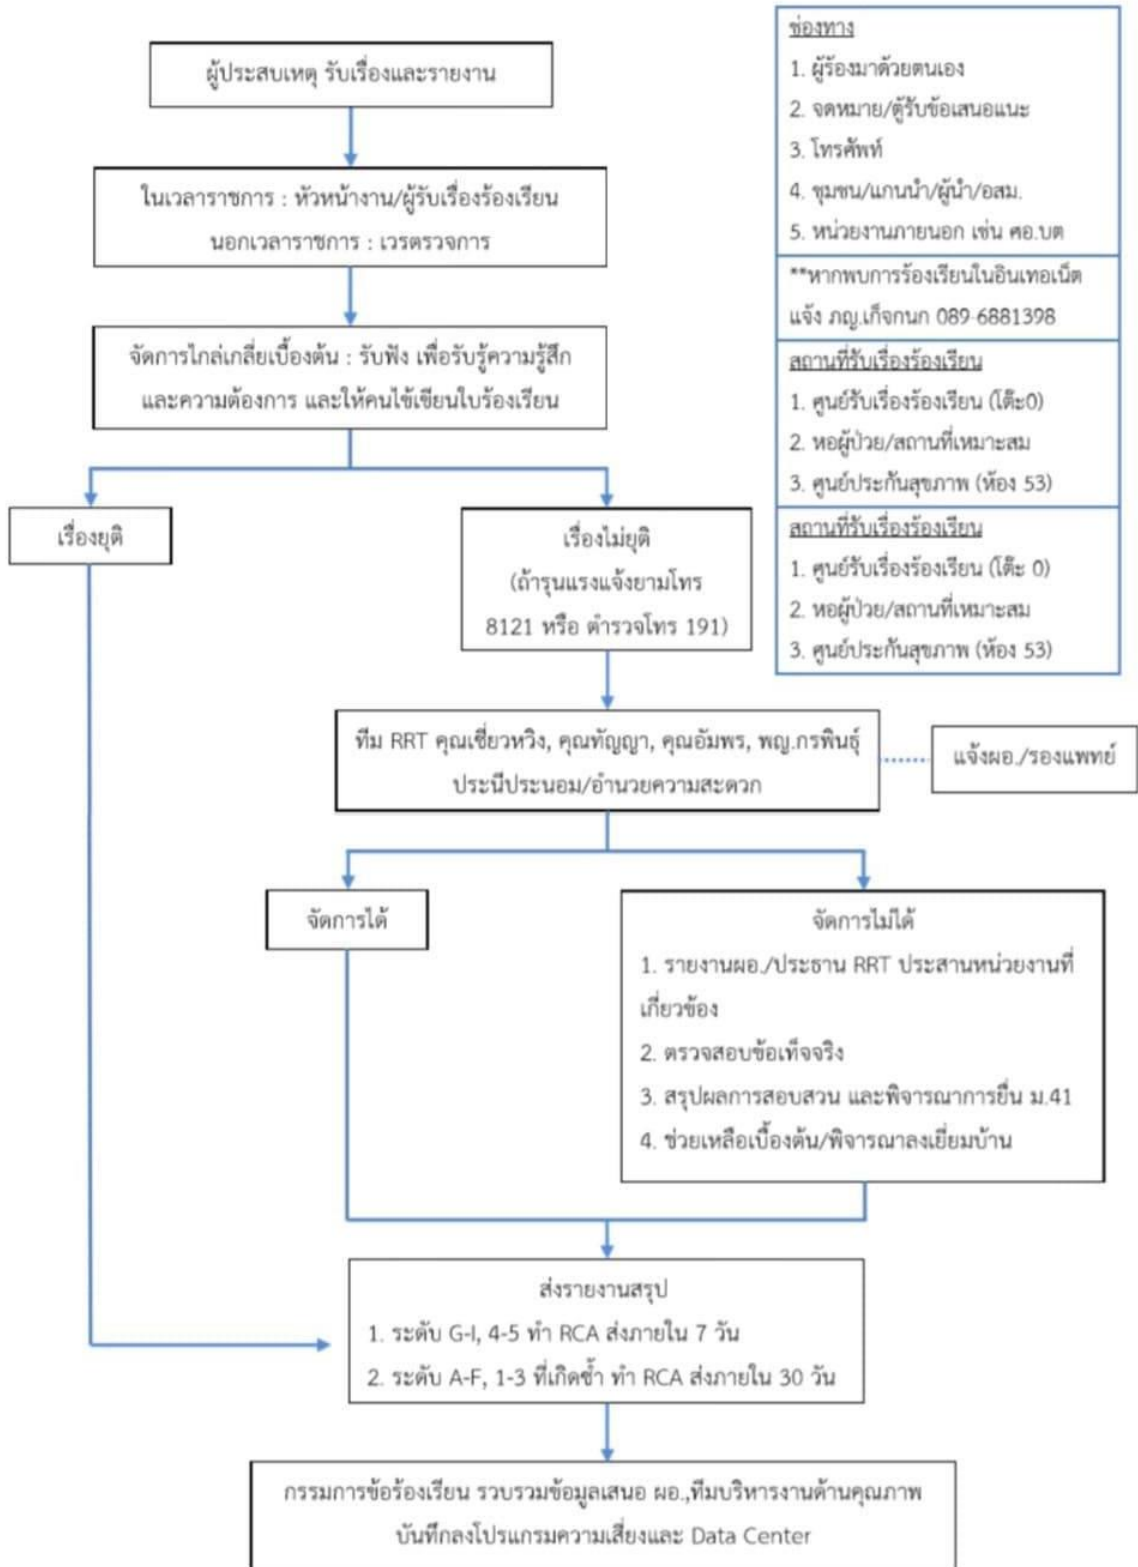 ผู้ประสบเหตุ รับเรื่องและรายงาน
ในเวลาราชการ : หัวหน้างาน/ผู้รับเรื่องร้องเรียน
นอกเวลาราชการ : เวรตรวจการ
จัดการไกล่เกลี่ยเบื้องต้น : รับฟัง เพื่อรับรู้ความรู้สึก
และความต้องการ และให้คนไข้เขียนใบร้องเรียน
เรื่องยุติ
เรื่องไม่ยุติ
(ถ้ารุนแรงแจ้งยามโทร
8121 หรือ ตำรวจโทร 191)
ช่องทาง
1. ผู้ร้องมาด้วยตนเอง
2. จดหมาย/ตู้รับข้อเสนอแนะ
3. โทรศัพท์
4. ชุมชน/แกนนำ/ผู้นำ/อสม.
5. หน่วยงานภายนอก เช่น ศอ.บต
**หากพบการร้องเรียนในอินเทอเน็ต
แจ้ง ภญ.เก็จกนก 089-6881398
สถานที่รับเรื่องร้องเรียน
1. ศูนย์รับเรื่องร้องเรียน (โต๊ะ0)
2. หอผู้ป่วย/สถานที่เหมาะสม
3. ศูนย์ประกันสุขภาพ (ห้อง 53)
สถานที่รับเรื่องร้องเรียน
1. ศูนย์รับเรื่องร้องเรียน (โต๊ะ 0)
2. หอผู้ป่วย/สถานที่เหมาะสม
3. ศูนย์ประกันสุขภาพ (ห้อง 53)
ทีม RRT คุณเซี่ยวหวิง, คุณทัญญา, คุณอัมพร, พญ.กรพินธุ์
ประนีประนอม/อำนวยความสะดวก
แจ้งผอ./รองแพทย์
จัดการได้
จัดการไม่ได้
1. รายงานผอ./ประธาน RRT ประสานหน่วยงานที่
เกี่ยวข้อง
2. ตรวจสอบข้อเท็จจริง
3. สรุปผลการสอบสวน และพิจารณาการยื่น ม.41
4. ช่วยเหลือเบื้องต้น/พิจารณาลงเยี่ยมบ้าน
ส่งรายงานสรุป
1. ระดับ G-I, 4-5 ทำ RCA ส่งภายใน 7 วัน
2. ระดับ A-F, 1-3 ที่เกิดซ้ำ ทำ RCA ส่งภายใน 30 วัน
กรรมการข้อร้องเรียน รวบรวมข้อมูลเสนอ ผอ.,ทีมบริหารงานด้านคุณภาพ
บันทึกลงโปรแกรมความเสี่ยงและ Data Center